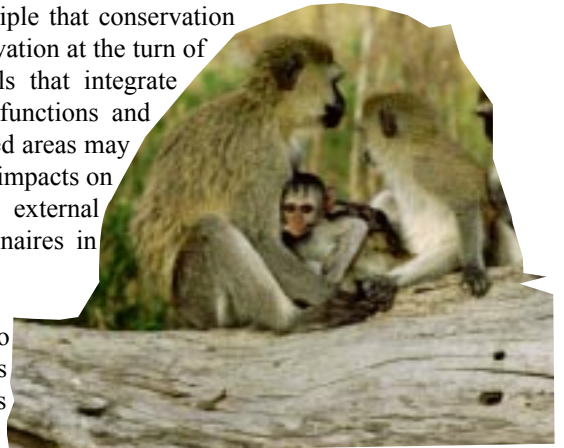 iple that conservation
vation at the turn of
ls that integrate
functions and
ed areas may
impacts on
external
naires in
o
s
s